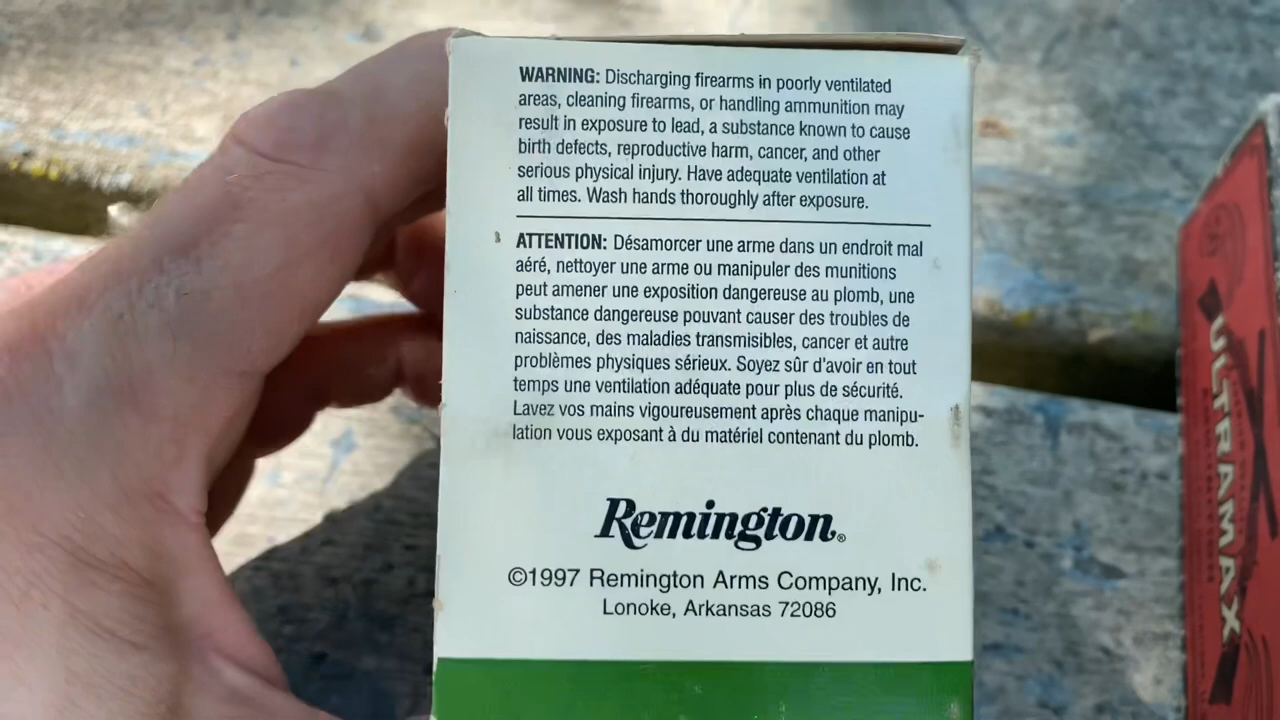 WARNING: Discharging firearms in poorly ventilated
areas, cleaning firearms, or handling ammunition may
result in exposure to lead, a substance known to cause
birth defects, reproductive harm, cancer, and other
serious physical injury. Have adequate ventilation at
all times. Wash hands thoroughly after exposure.
ATTENTION: Désamorcer une arme dans un endroit mal
aéré, nettoyer une arme ou manipuler des munitions
peut amener une exposition dangereuse au plomb, une
substance dangereuse pouvant causer des troubles de
naissance, des maladies transmisibles, cancer et autre
problèmes physiques sérieux. Soyez sûr d'avoir en tout
temps une ventilation adéquate pour plus de sécurité.
Lavez vos mains vigoureusement après chaque manipu-
lation vous exposant à du matériel contenant du plomb.
Remington®
©1997 Remington Arms Company, Inc.
Lonoke, Arkansas 72086
ULTRAMAX